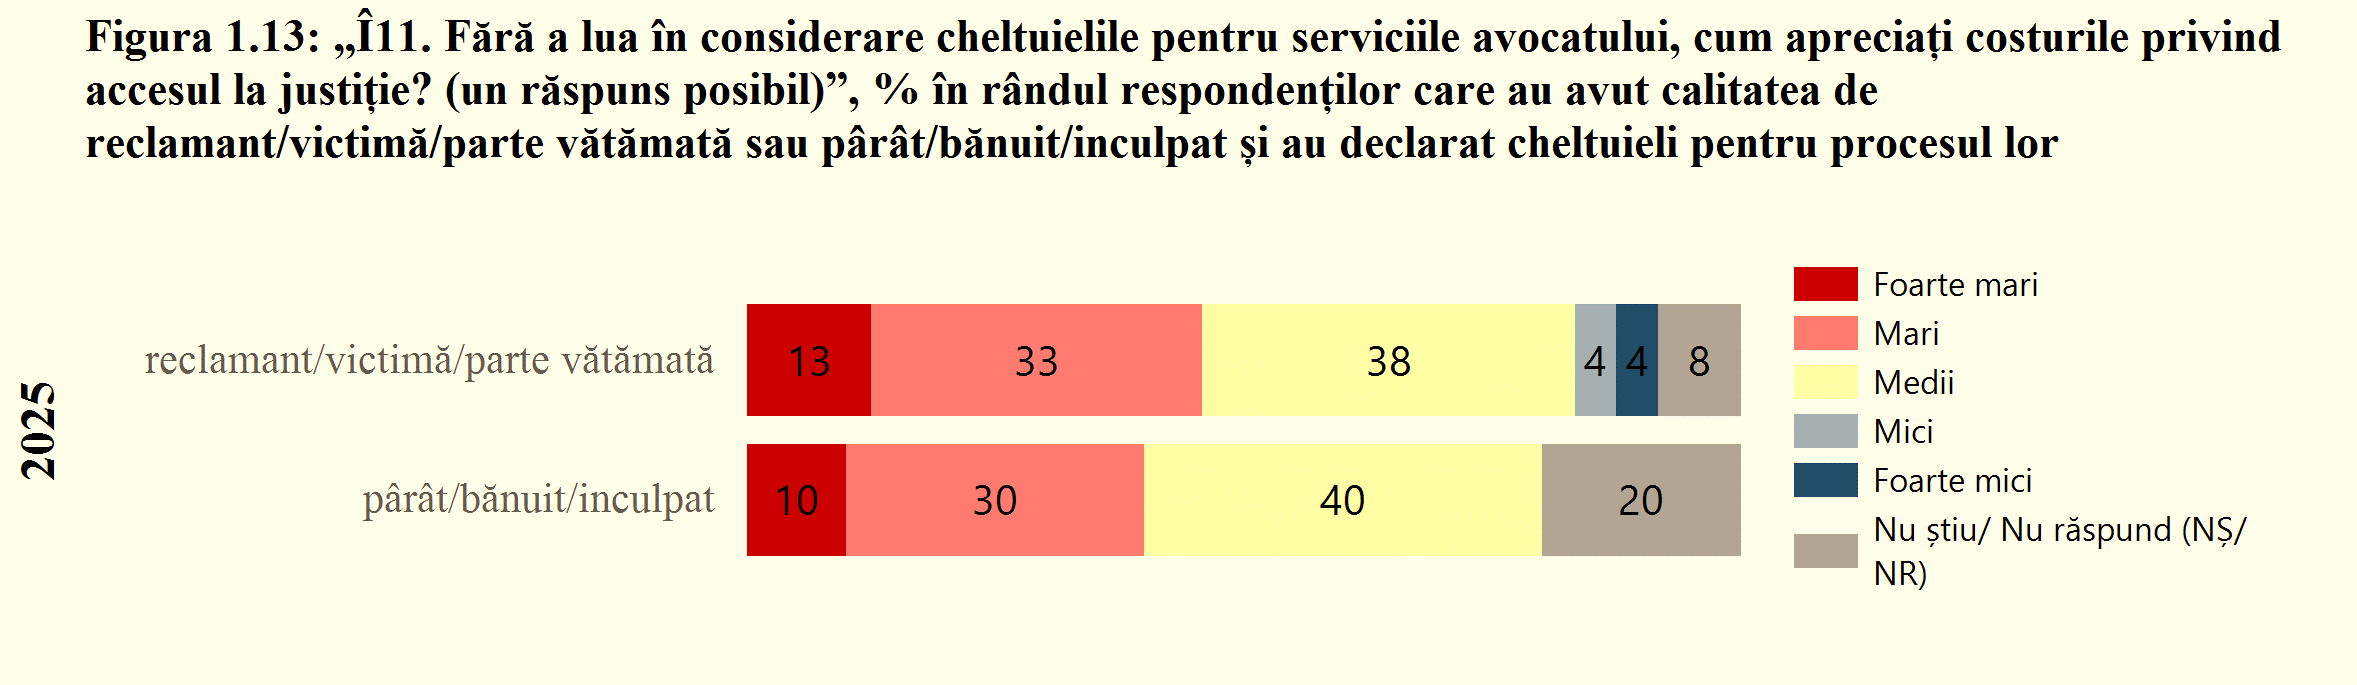 Figura 1.13: „Î11. Fără a lua în considerare cheltuielile pentru serviciile avocatului, cum apreciați costurile privind
accesul la justiție? (un răspuns posibil)”, % în rândul respondenților care au avut calitatea de
reclamant/victimă/parte vătămată sau pârât/bănuit/inculpat și au declarat cheltuieli pentru procesul lor
2025
reclamant/victimă/parte vătămată
13 33 38 4 4 8
pârât/bănuit/inculpat
10 30 40 20
Foarte mari
Mari
Medii
Mici
Foarte mici
Nu știu/ Nu răspund (NȘ/
NR)